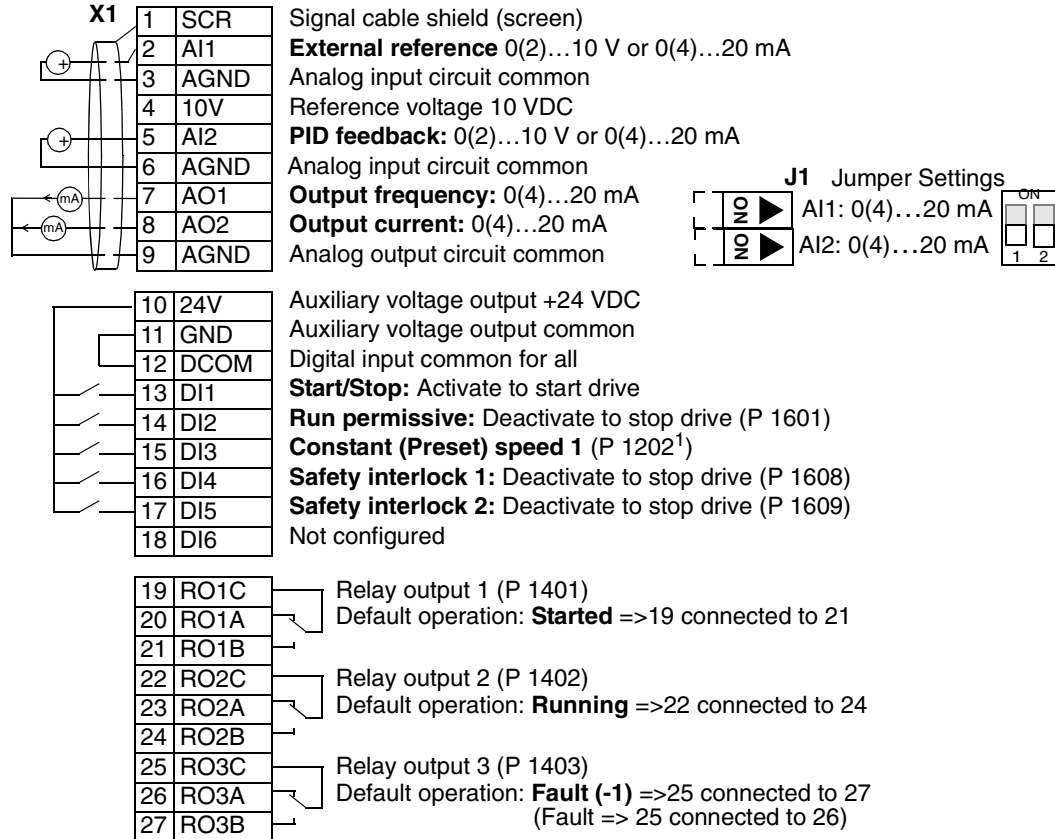 X1
1 SCR Signal cable shield (screen)
2 AI1 External reference 0(2)…10 V or 0(4)…20 mA
3 AGND Analog input circuit common
4 10V Reference voltage 10 VDC
5 AI2 PID feedback: 0(2)…10 V or 0(4)…20 mA
6 AGND Analog input circuit common
7 AO1 Output frequency: 0(4)…20 mA
8 AO2 Output current: 0(4)…20 mA
9 AGND Analog output circuit common
+
+
mA
mA
J1 Jumper Settings
ON AI1: 0(4)…20 mA
ON AI2: 0(4)…20 mA
ON
1 2
10 24V Auxiliary voltage output +24 VDC
11 GND Auxiliary voltage output common
12 DCOM Digital input common for all
13 DI1 Start/Stop: Activate to start drive
14 DI2 Run permissive: Deactivate to stop drive (P 1601)
15 DI3 Constant (Preset) speed 1 (P 1202¹)
16 DI4 Safety interlock 1: Deactivate to stop drive (P 1608)
17 DI5 Safety interlock 2: Deactivate to stop drive (P 1609)
18 DI6 Not configured
19 RO1C Relay output 1 (P 1401)
20 RO1A Default operation: Started =>19 connected to 21
21 RO1B
22 RO2C Relay output 2 (P 1402)
23 RO2A Default operation: Running =>22 connected to 24
24 RO2B
25 RO3C Relay output 3 (P 1403)
26 RO3A Default operation: Fault (-1) =>25 connected to 27
27 RO3B (Fault => 25 connected to 26)